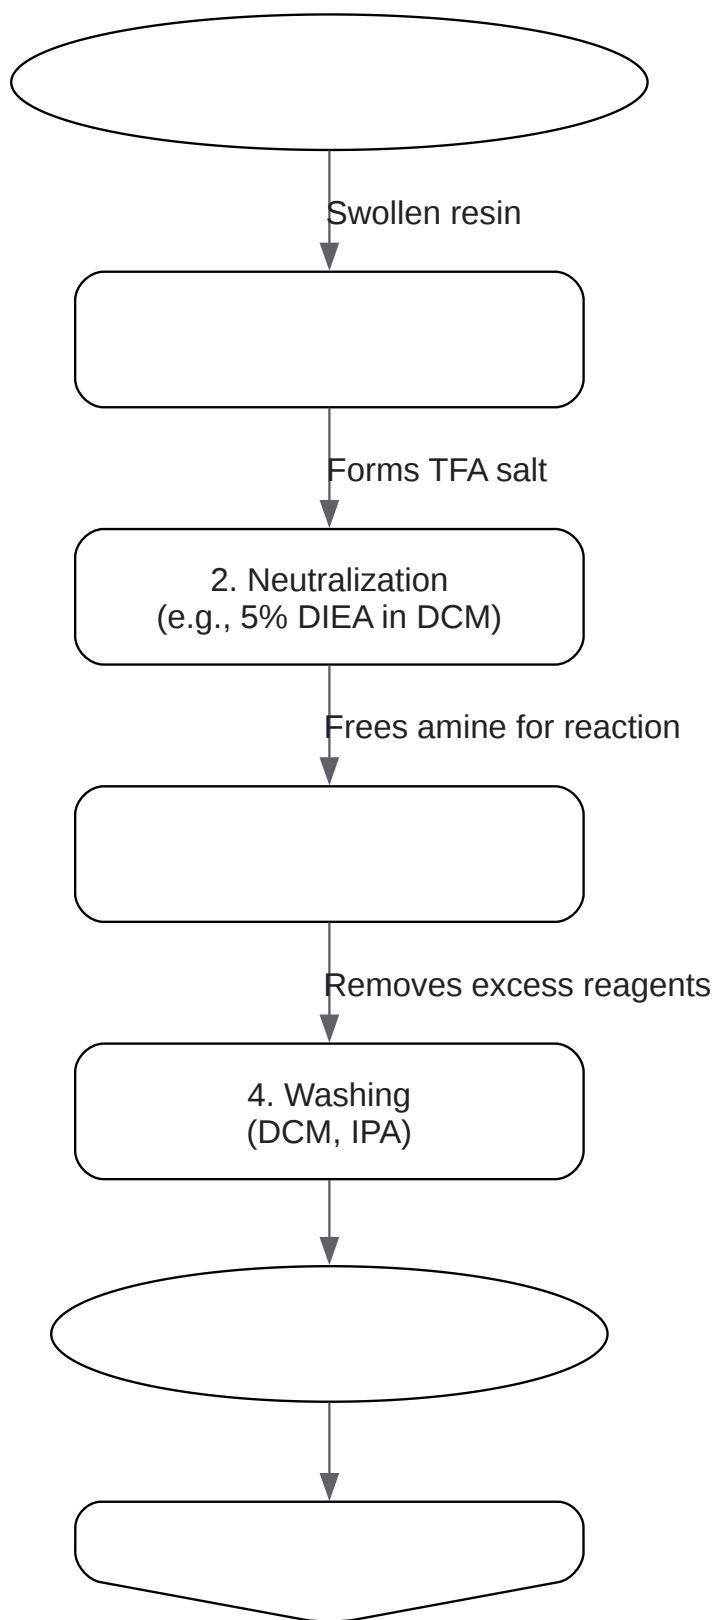 Swollen resin
Forms TFA salt
2. Neutralization
(e.g., 5% DIEA in DCM)
Frees amine for reaction
Removes excess reagents
4. Washing
(DCM, IPA)